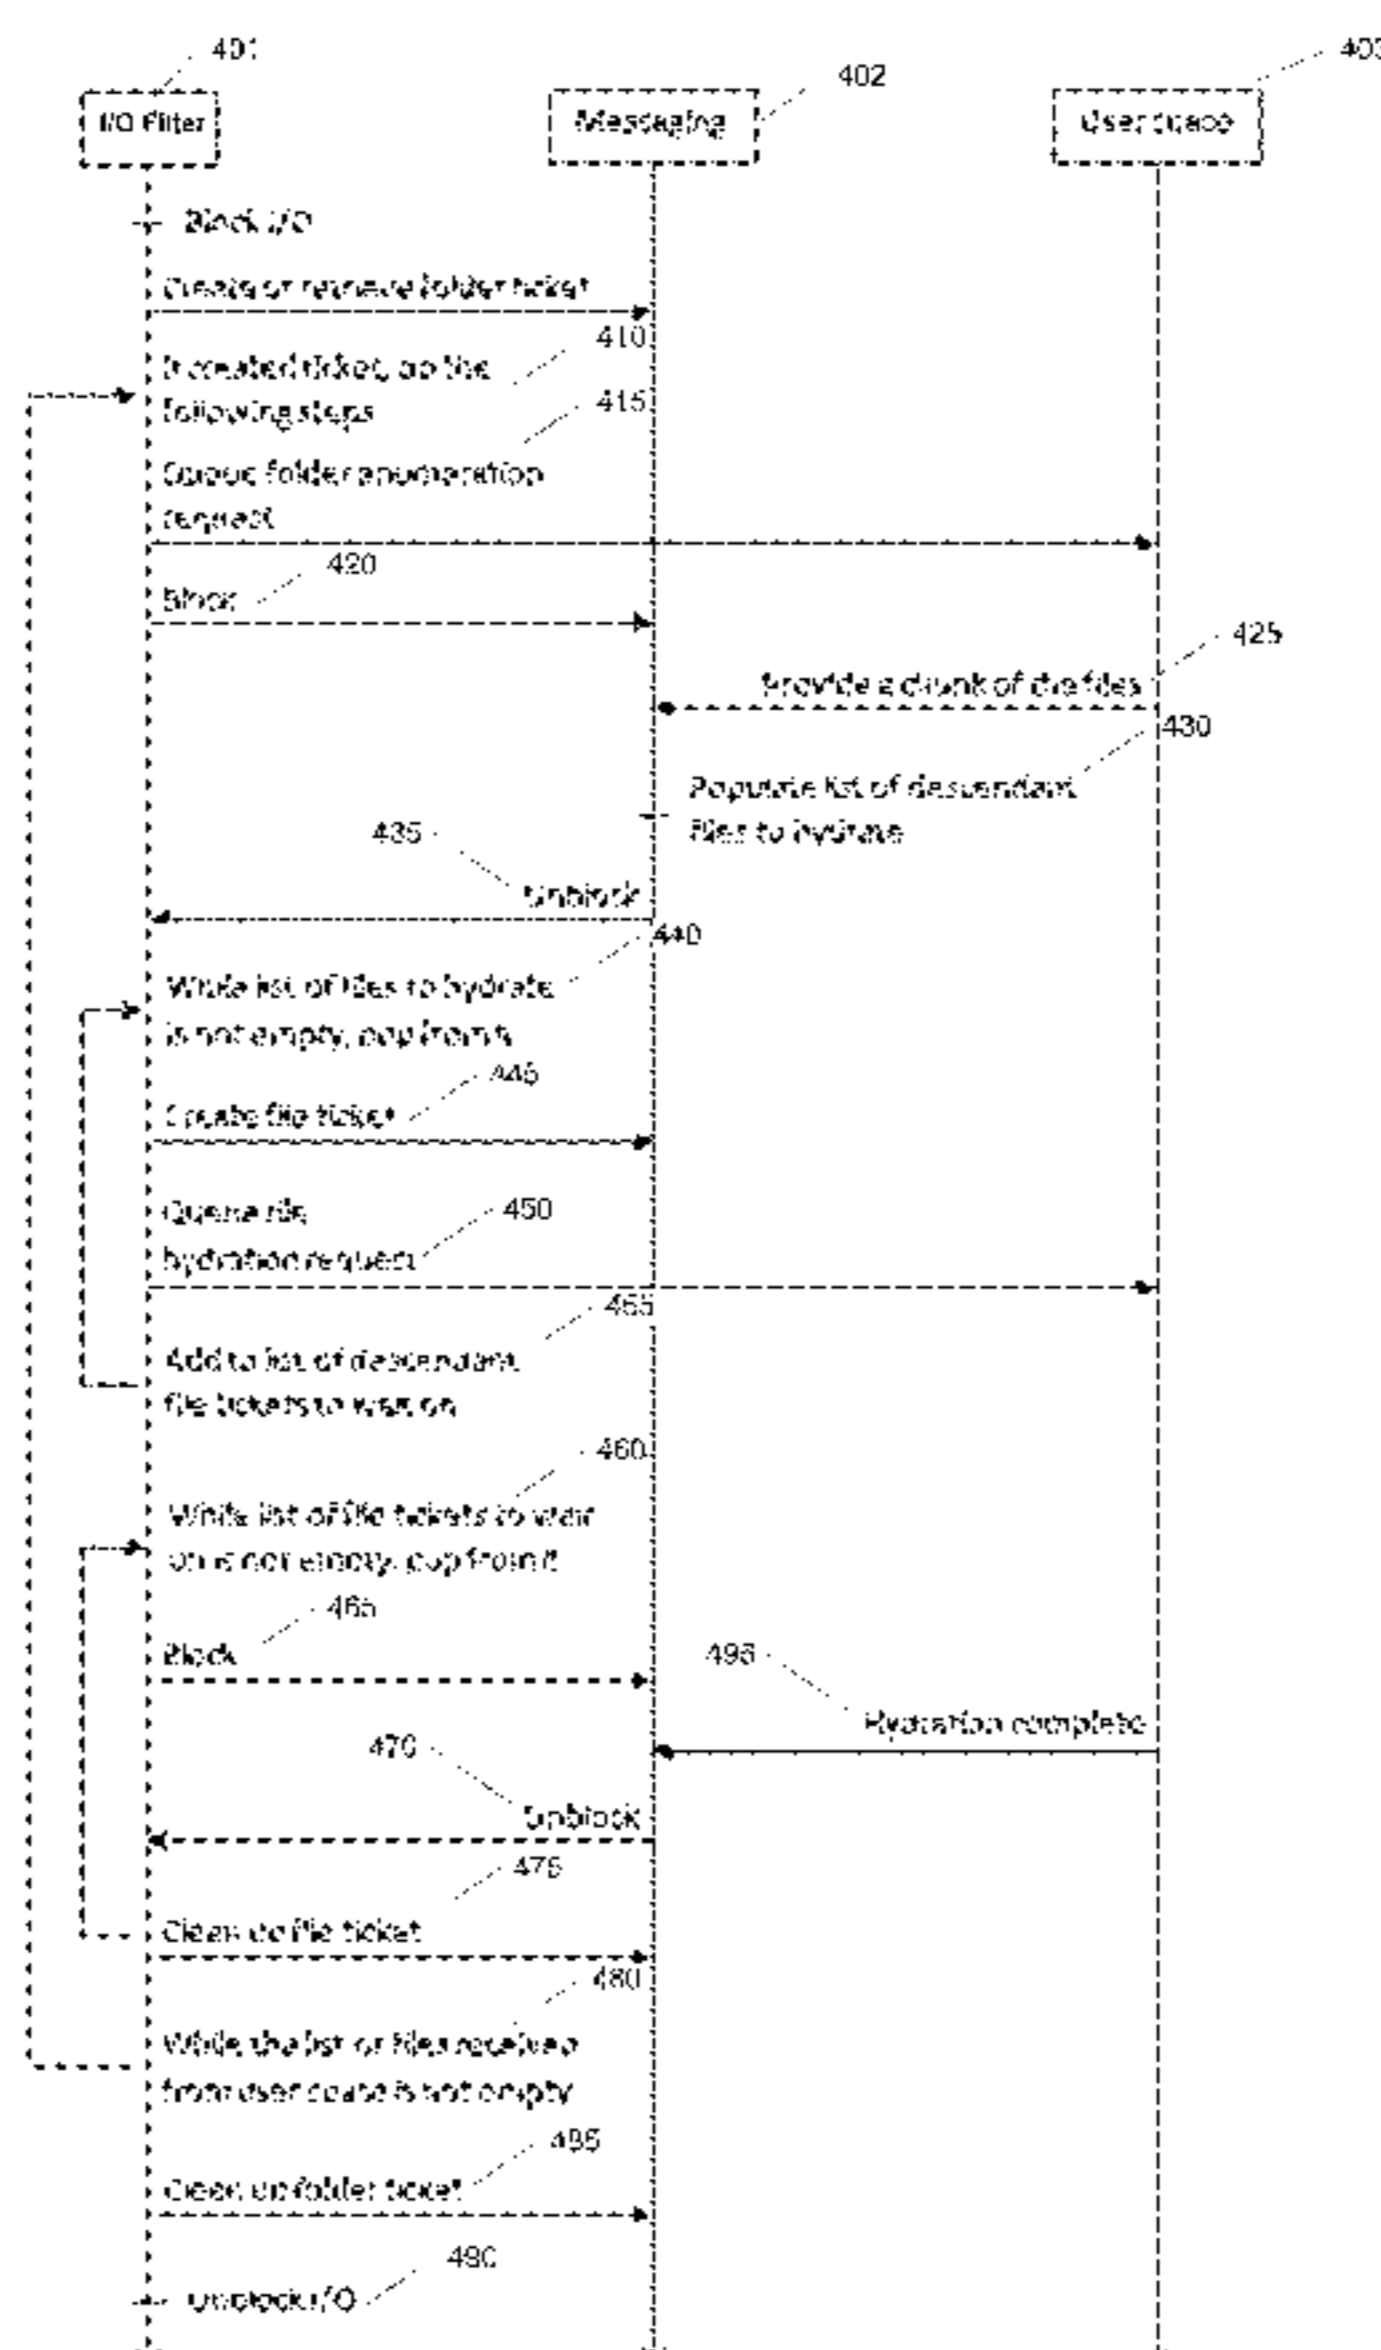 401
402
403
I/O Filter
Messaging
User space
Block I/O
Create or retrieve folder ticket
410
If created ticket, do the
following steps
415
Queue folder enumeration
request
420
Block
425
Provide a chunk of the files
430
Populate list of descendant
files to hydrate
435
Unblock
440
While list of files to hydrate
is not empty, pop from it
445
Create file ticket
450
Queue file
hydration request
455
Add to list of descendant
file tickets to wait on
460
While list of file tickets to wait
on is not empty, pop from it
465
Block
495
Hydration complete
470
Unblock
475
Clean up file ticket
480
While the list of files received
from user space is not empty
485
Clean up folder ticket
490
Unblock I/O